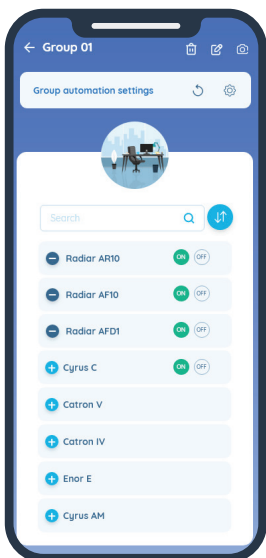 Group 01
Group automation settings
Search
Radiar AR10 ON OFF
Radiar AF10 ON OFF
Radiar AFD1 ON OFF
Cyrus C ON OFF
Catron V
Catron IV
Enor E
Cyrus AM